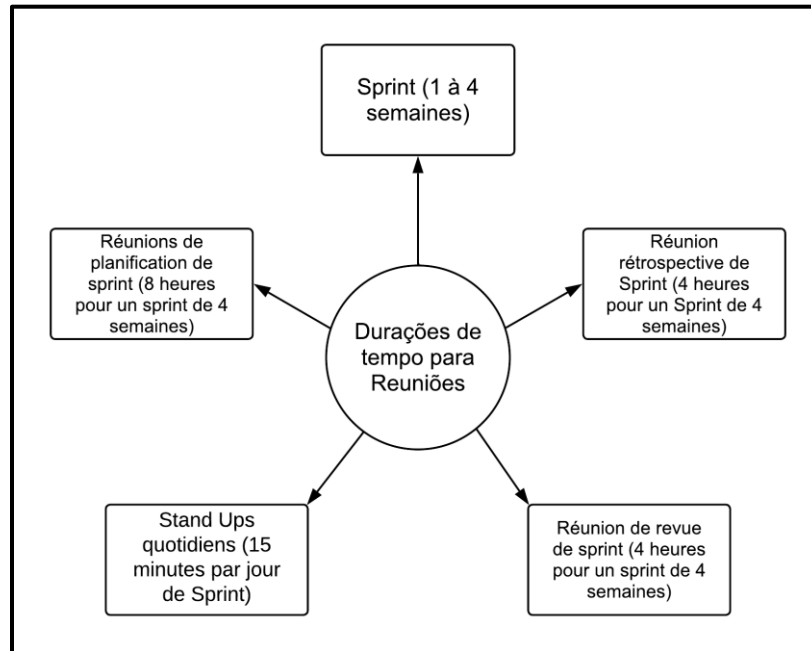 Sprint (1 à 4
semaines)
Réunions de
planification de
sprint (8 heures
pour un sprint de 4
semaines)
Réunion
rétrospective de
Sprint (4 heures
pour un Sprint de 4
semaines)
Durações de
tempo para
Reuniões
Stand Ups
quotidiens (15
minutes par jour
de Sprint)
Réunion de revue
de sprint (4 heures
pour un sprint de 4
semaines)